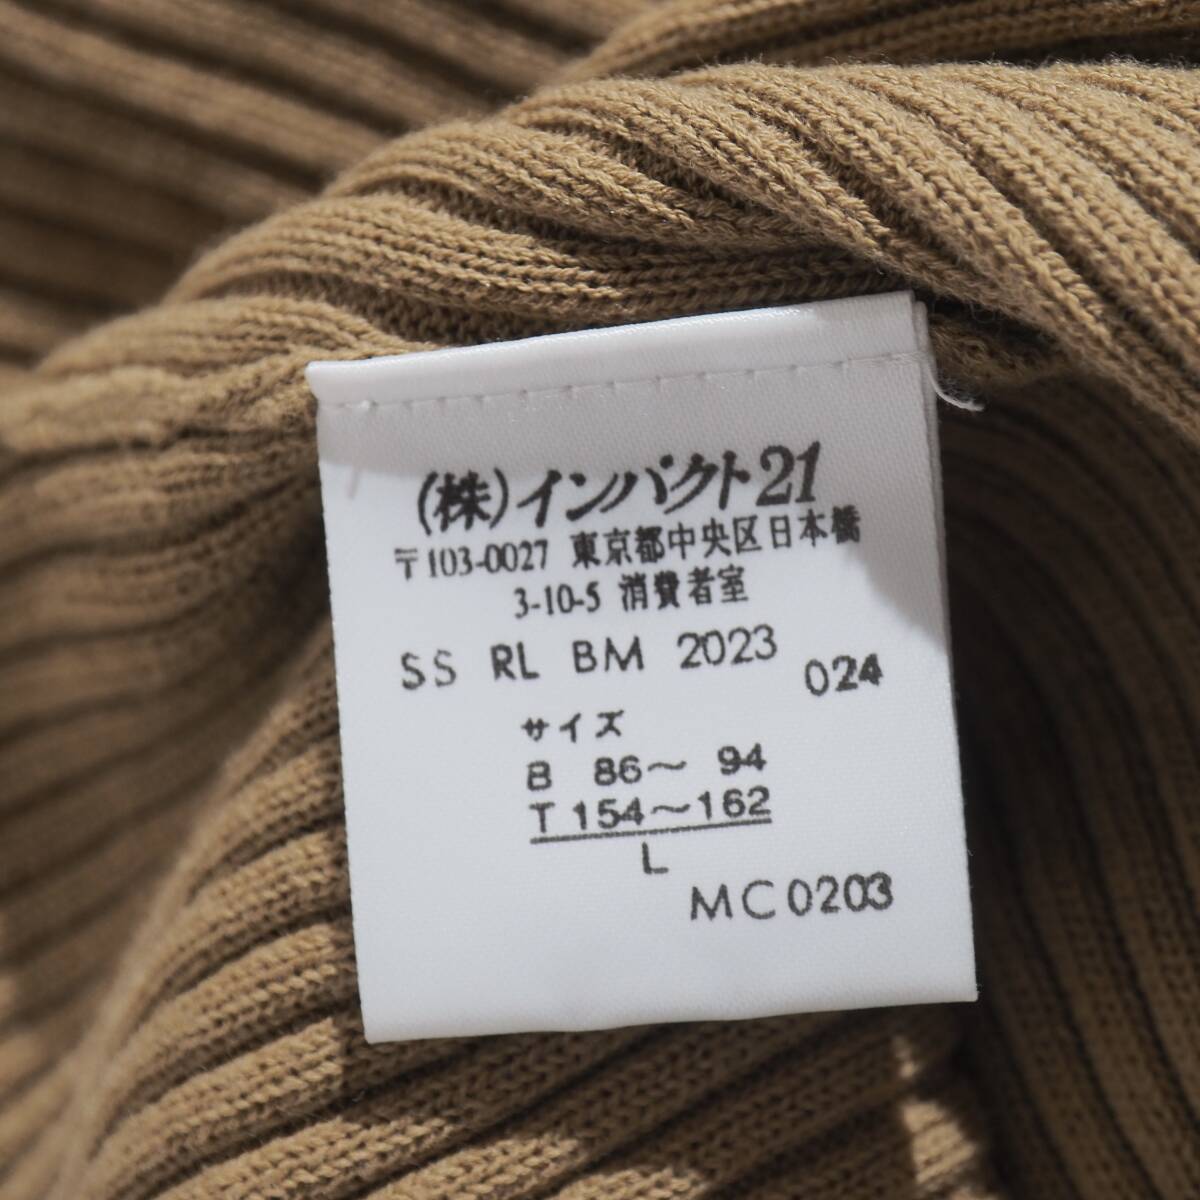 (株)インパクト21
〒103-0027 東京都中央区日本橋
3-10-5 消費者室
SS RL BM 2023 024
サイズ
B 86～ 94
T 154～162
L
MC0203